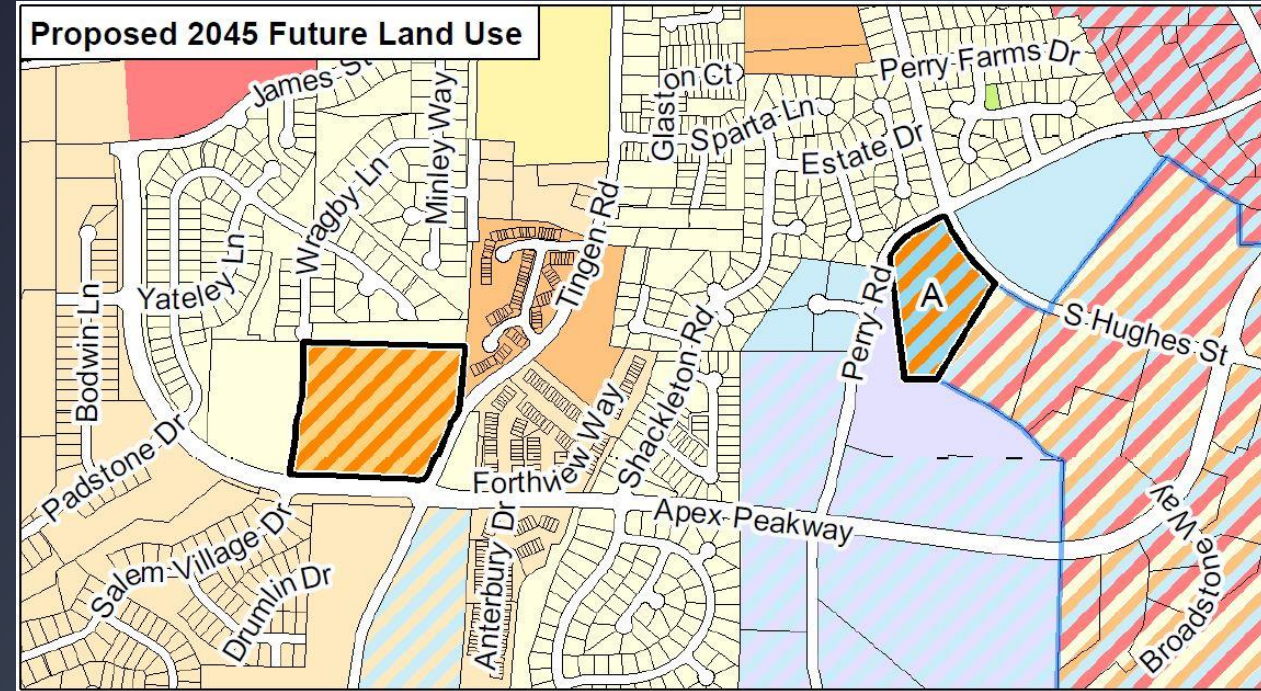 Proposed 2045 Future Land Use
James St
Minley Way
Glaston Ct
Perry Farms Dr
Sparta Ln
Estate Dr
Wragby Ln
Tingen Rd
Yateley Ln
Bodwin Ln
Perry Rd
A
S Hughes St
Shackleton Rd
Padstone Dr
Forthview Way
Apex Peakway
Salem Village Dr
Drumlin Dr
Anterbury Dr
Broadstone Way